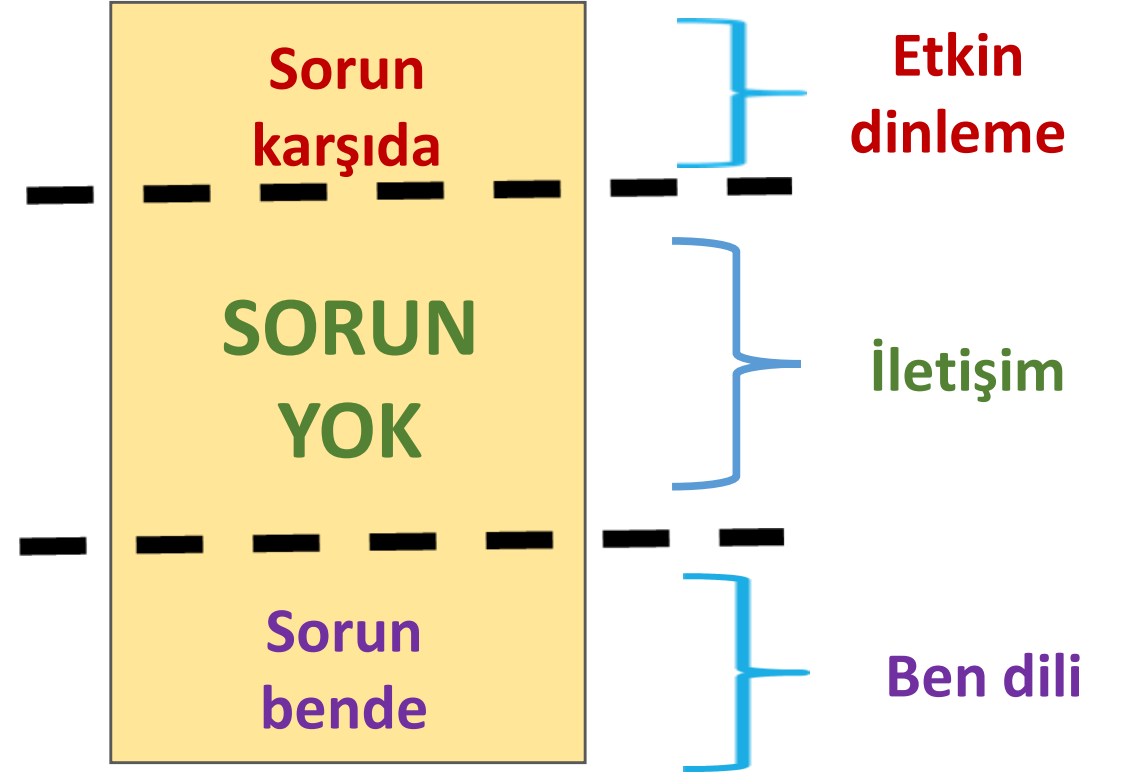 Sorun
karşıda
Etkin
dinleme
SORUN
YOK
İletişim
Sorun
bende
Ben dili